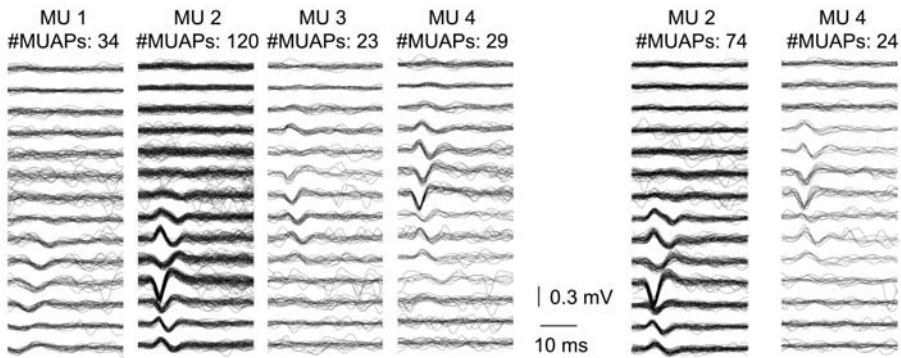 MU 1 MU 2 MU 3 MU 4 MU 2 MU 4
#MUAPs: 34 #MUAPs: 120 #MUAPs: 23 #MUAPs: 29 #MUAPs: 74 #MUAPs: 24
0.3 mV
10 ms